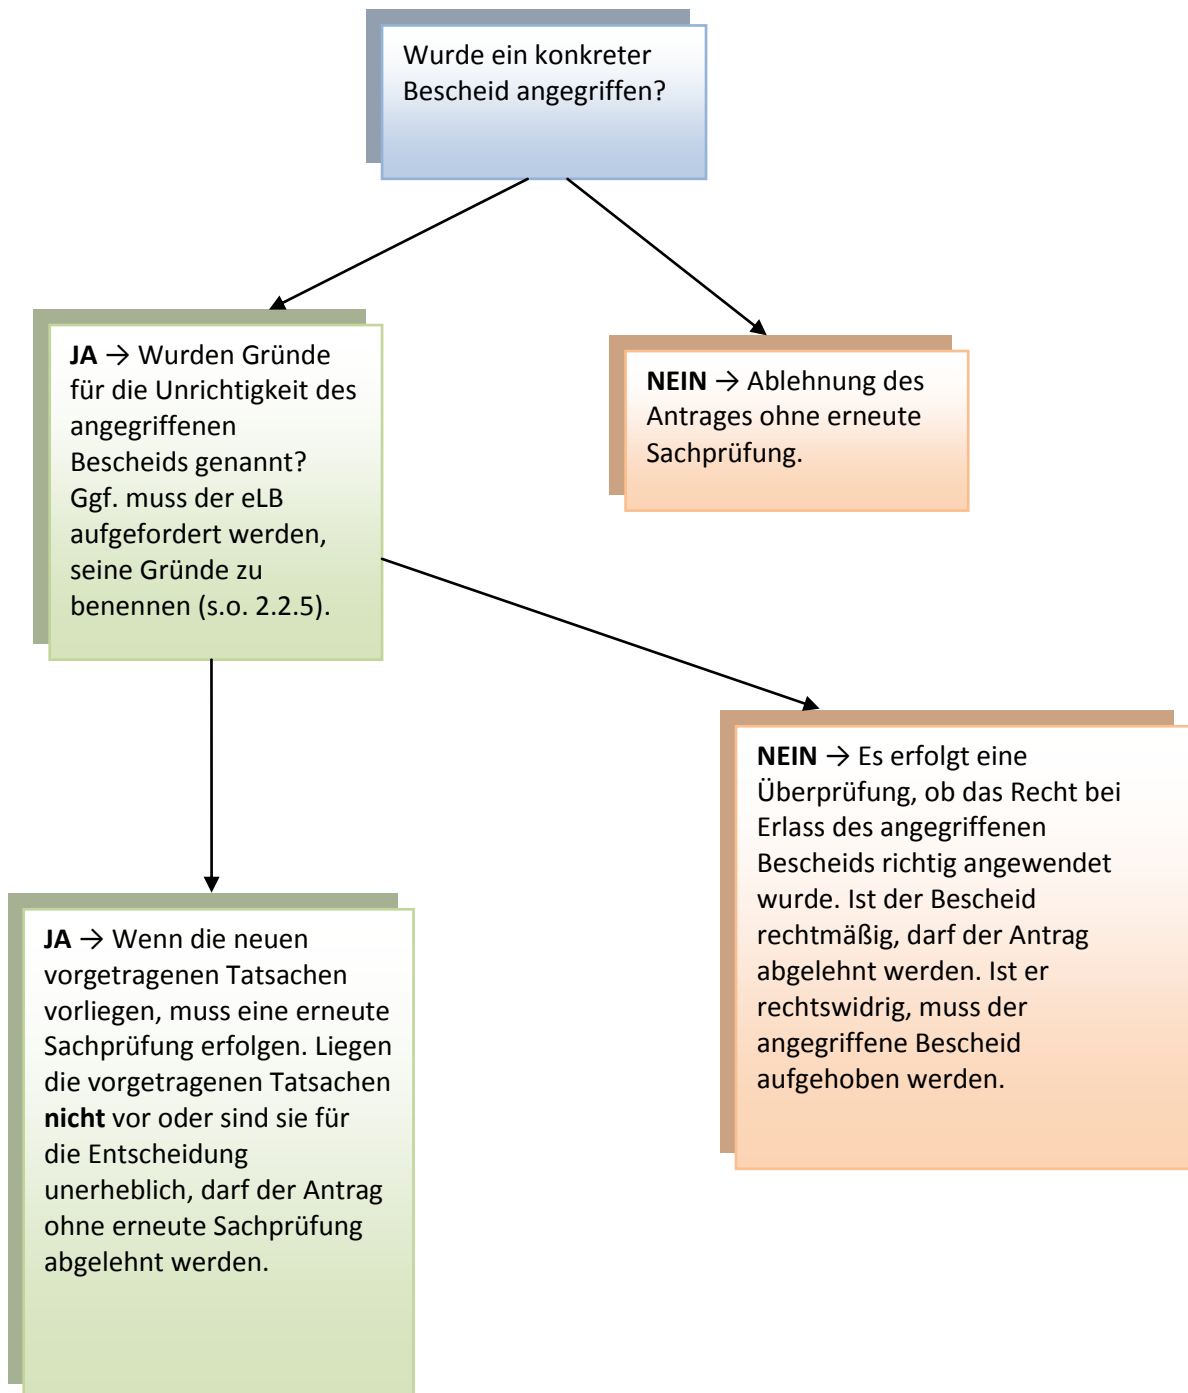 Wurde ein konkreter
Bescheid angegriffen?
JA → Wurden Gründe
für die Unrichtigkeit des
angegriffenen
Bescheids genannt?
Ggf. muss der eLB
aufgefordert werden,
seine Gründe zu
benennen (s.o. 2.2.5).
NEIN → Ablehnung des
Antrages ohne erneute
Sachprüfung.
NEIN → Es erfolgt eine
Überprüfung, ob das Recht bei
Erlass des angegriffenen
Bescheids richtig angewendet
wurde. Ist der Bescheid
rechtmäßig, darf der Antrag
abgelehnt werden. Ist er
rechtswidrig, muss der
angegriffene Bescheid
aufgehoben werden.
JA → Wenn die neuen
vorgetragenen Tatsachen
vorliegen, muss eine erneute
Sachprüfung erfolgen. Liegen
die vorgetragenen Tatsachen
nicht vor oder sind sie für
die Entscheidung
unerheblich, darf der Antrag
ohne erneute Sachprüfung
abgelehnt werden.